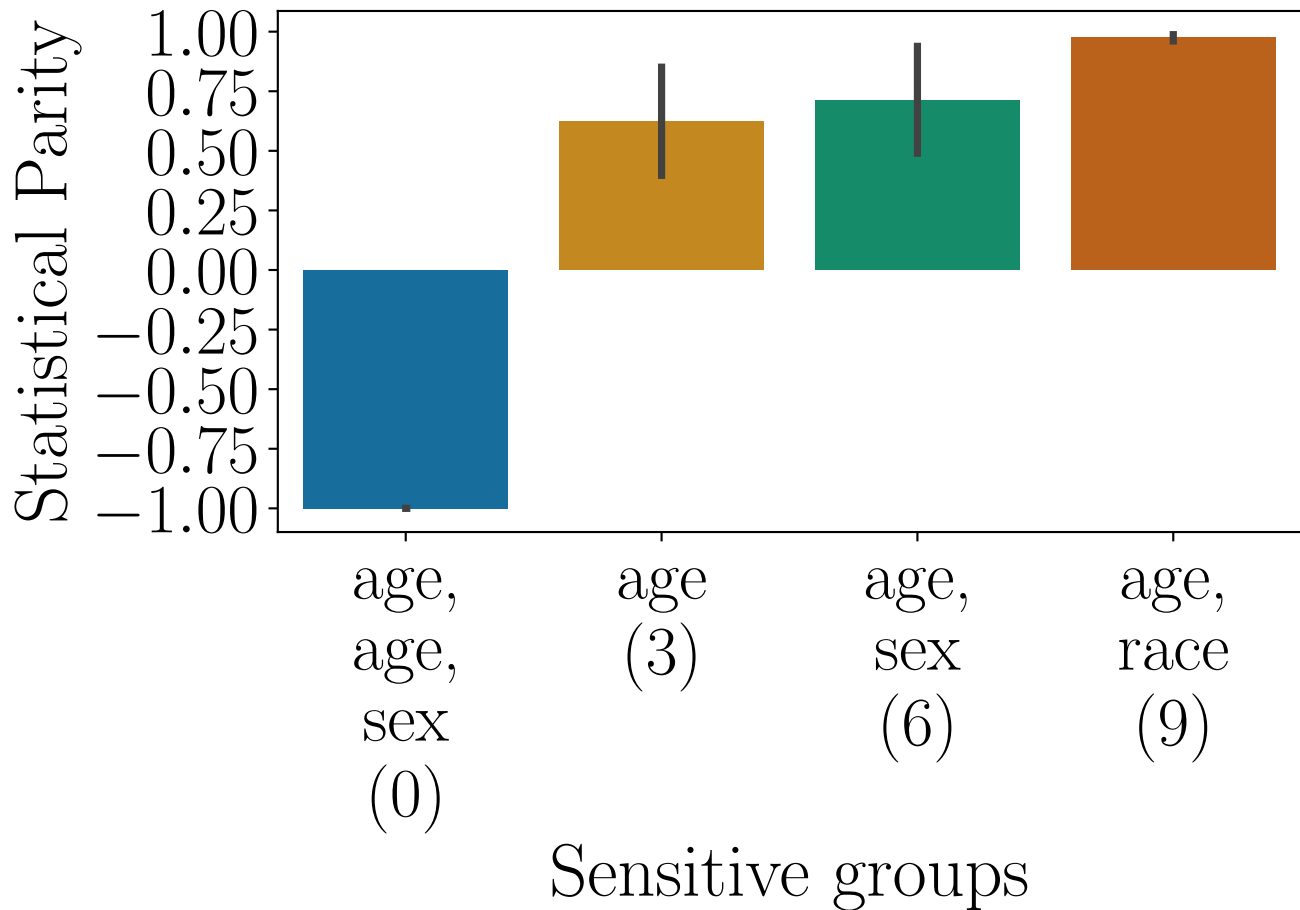 Statistical Parity
1.00
0.75
0.50
0.25
0.00
−0.25
−0.50
−0.75
−1.00
age,
age,
sex
(0)
age
(3)
age,
sex
(6)
age,
race
(9)
Sensitive groups